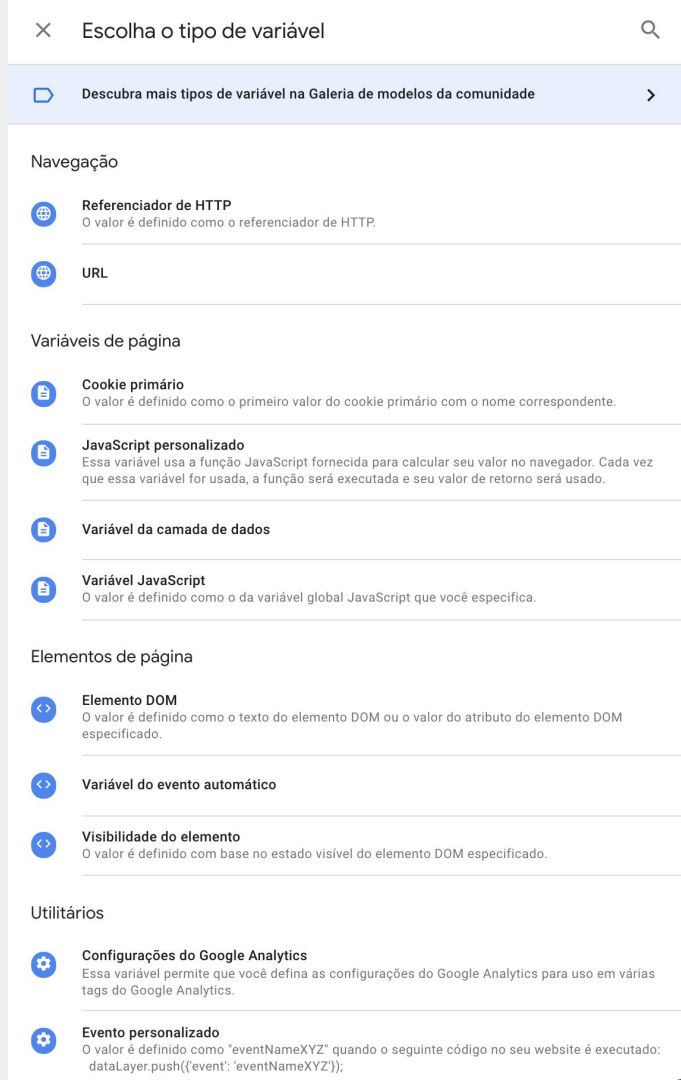 Escolha o tipo de variável
Descubra mais tipos de variável na Galeria de modelos da comunidade
Navegação
Referenciador de HTTP
O valor é definido como o referenciador de HTTP.
URL
Variáveis de página
Cookie primário
O valor é definido como o primeiro valor do cookie primário com o nome correspondente.
JavaScript personalizado
Essa variável usa a função JavaScript fornecida para calcular seu valor no navegador. Cada vez
que essa variável for usada, a função será executada e seu valor de retorno será usado.
Variável da camada de dados
Variável JavaScript
O valor é definido como o da variável global JavaScript que você especifica.
Elementos de página
Elemento DOM
O valor é definido como o texto do elemento DOM ou o valor do atributo do elemento DOM
especificado.
Variável do evento automático
Visibilidade do elemento
O valor é definido com base no estado visível do elemento DOM especificado.
Utilitários
Configurações do Google Analytics
Essa variável permite que você defina as configurações do Google Analytics para uso em várias
tags do Google Analytics.
Evento personalizado
O valor é definido como "eventNameXYZ" quando o seguinte código no seu website é executado:
dataLayer.push({'event': 'eventNameXYZ'});